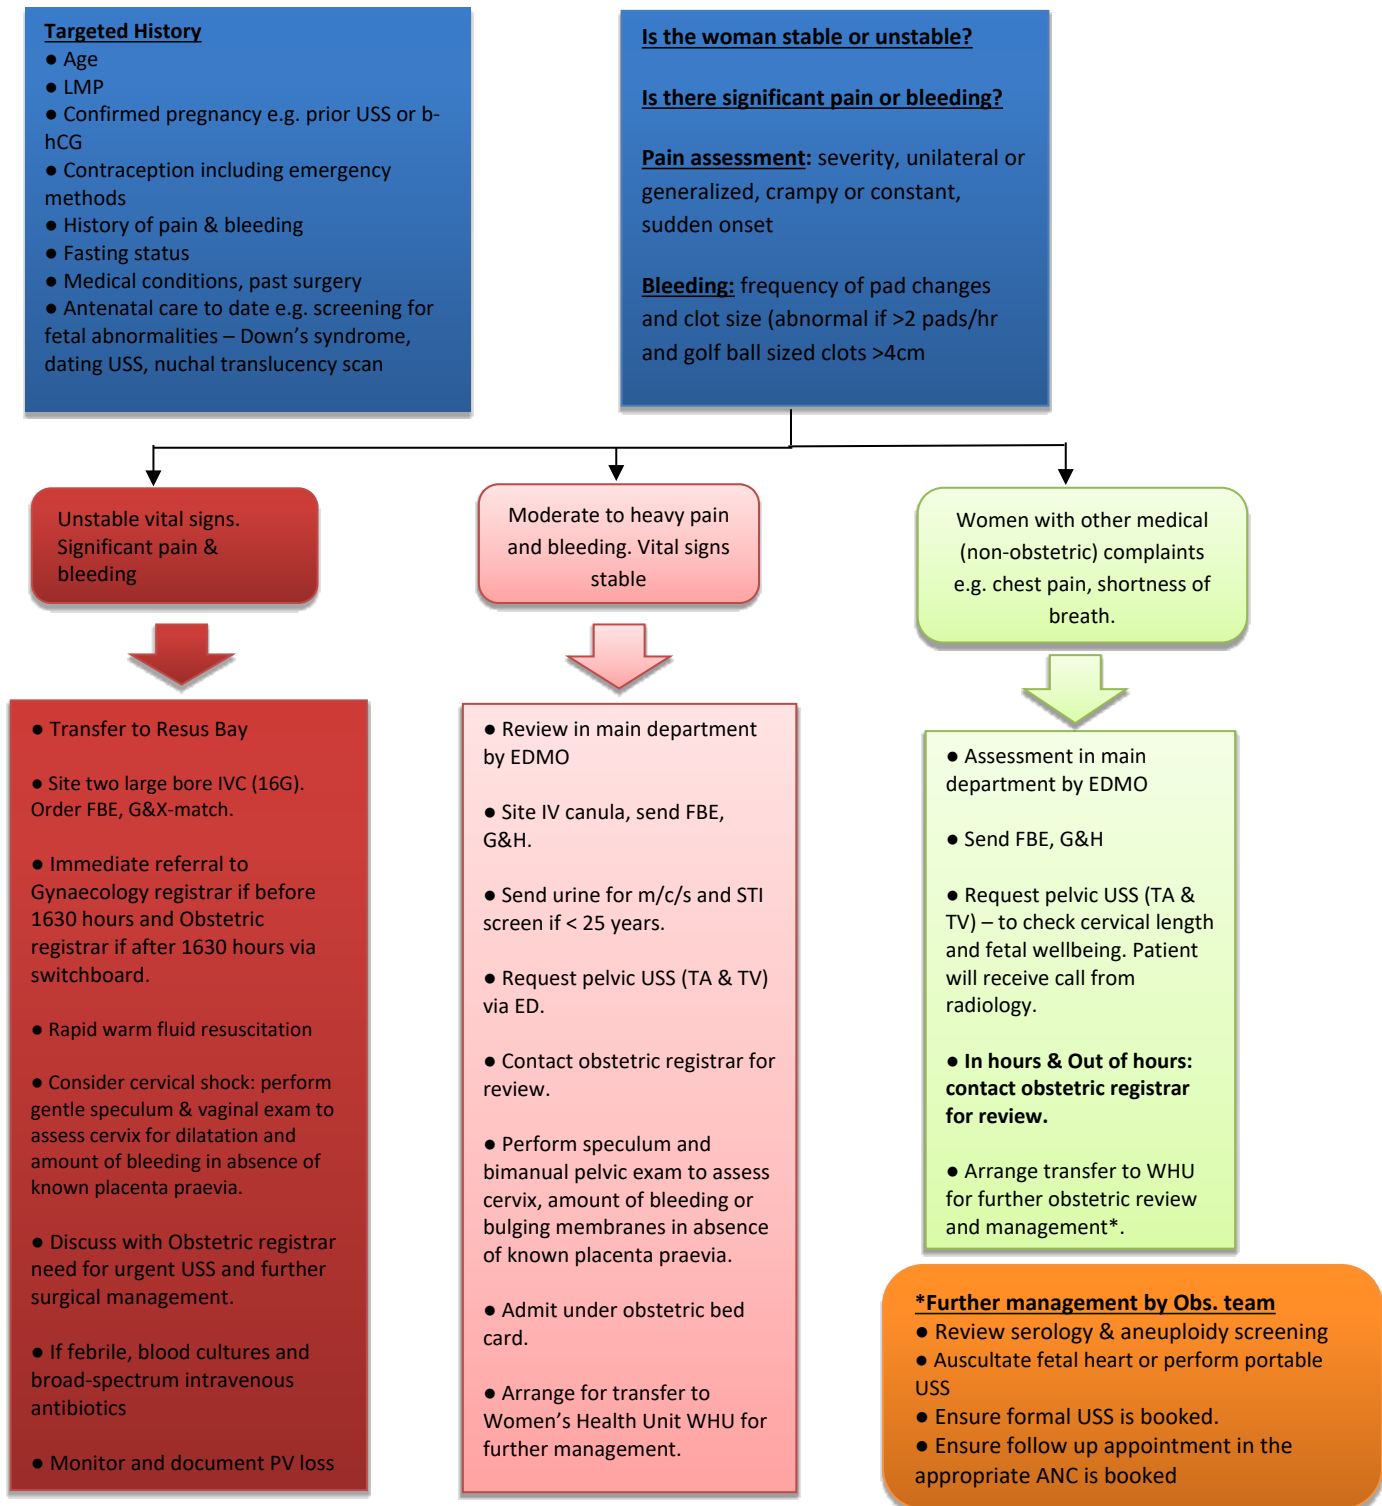 Targeted History
● Age
● LMP
● Confirmed pregnancy e.g. prior USS or b-
hCG
● Contraception including emergency
methods
● History of pain & bleeding
● Fasting status
● Medical conditions, past surgery
● Antenatal care to date e.g. screening for
fetal abnormalities – Down’s syndrome,
dating USS, nuchal translucency scan
Is the woman stable or unstable?
Is there significant pain or bleeding?
Pain assessment: severity, unilateral or
generalized, crampy or constant,
sudden onset
Bleeding: frequency of pad changes
and clot size (abnormal if >2 pads/hr
and golf ball sized clots >4cm
Unstable vital signs.
Significant pain &
bleeding
Moderate to heavy pain
and bleeding. Vital signs
stable
Women with other medical
(non-obstetric) complaints
e.g. chest pain, shortness of
breath.
● Transfer to Resus Bay
● Site two large bore IVC (16G).
Order FBE, G&X-match.
● Immediate referral to
Gynaecology registrar if before
1630 hours and Obstetric
registrar if after 1630 hours via
switchboard.
● Rapid warm fluid resuscitation
● Consider cervical shock: perform
gentle speculum & vaginal exam to
assess cervix for dilatation and
amount of bleeding in absence of
known placenta praevia.
● Discuss with Obstetric registrar
need for urgent USS and further
surgical management.
● If febrile, blood cultures and
broad-spectrum intravenous
antibiotics
● Monitor and document PV loss
● Review in main department
by EDMO
● Site IV canula, send FBE,
G&H.
● Send urine for m/c/s and STI
screen if < 25 years.
● Request pelvic USS (TA & TV)
via ED.
● Contact obstetric registrar for
review.
● Perform speculum and
bimanual pelvic exam to assess
cervix, amount of bleeding or
bulging membranes in absence
of known placenta praevia.
● Admit under obstetric bed
card.
● Arrange for transfer to
Women’s Health Unit WHU for
further management.
● Assessment in main
department by EDMO
● Send FBE, G&H
● Request pelvic USS (TA &
TV) – to check cervical length
and fetal wellbeing. Patient
will receive call from
radiology.
● In hours & Out of hours:
contact obstetric registrar
for review.
● Arrange transfer to WHU
for further obstetric review
and management*.
*Further management by Obs. team
● Review serology & aneuploidy screening
● Auscultate fetal heart or perform portable
USS
● Ensure formal USS is booked.
● Ensure follow up appointment in the
appropriate ANC is booked